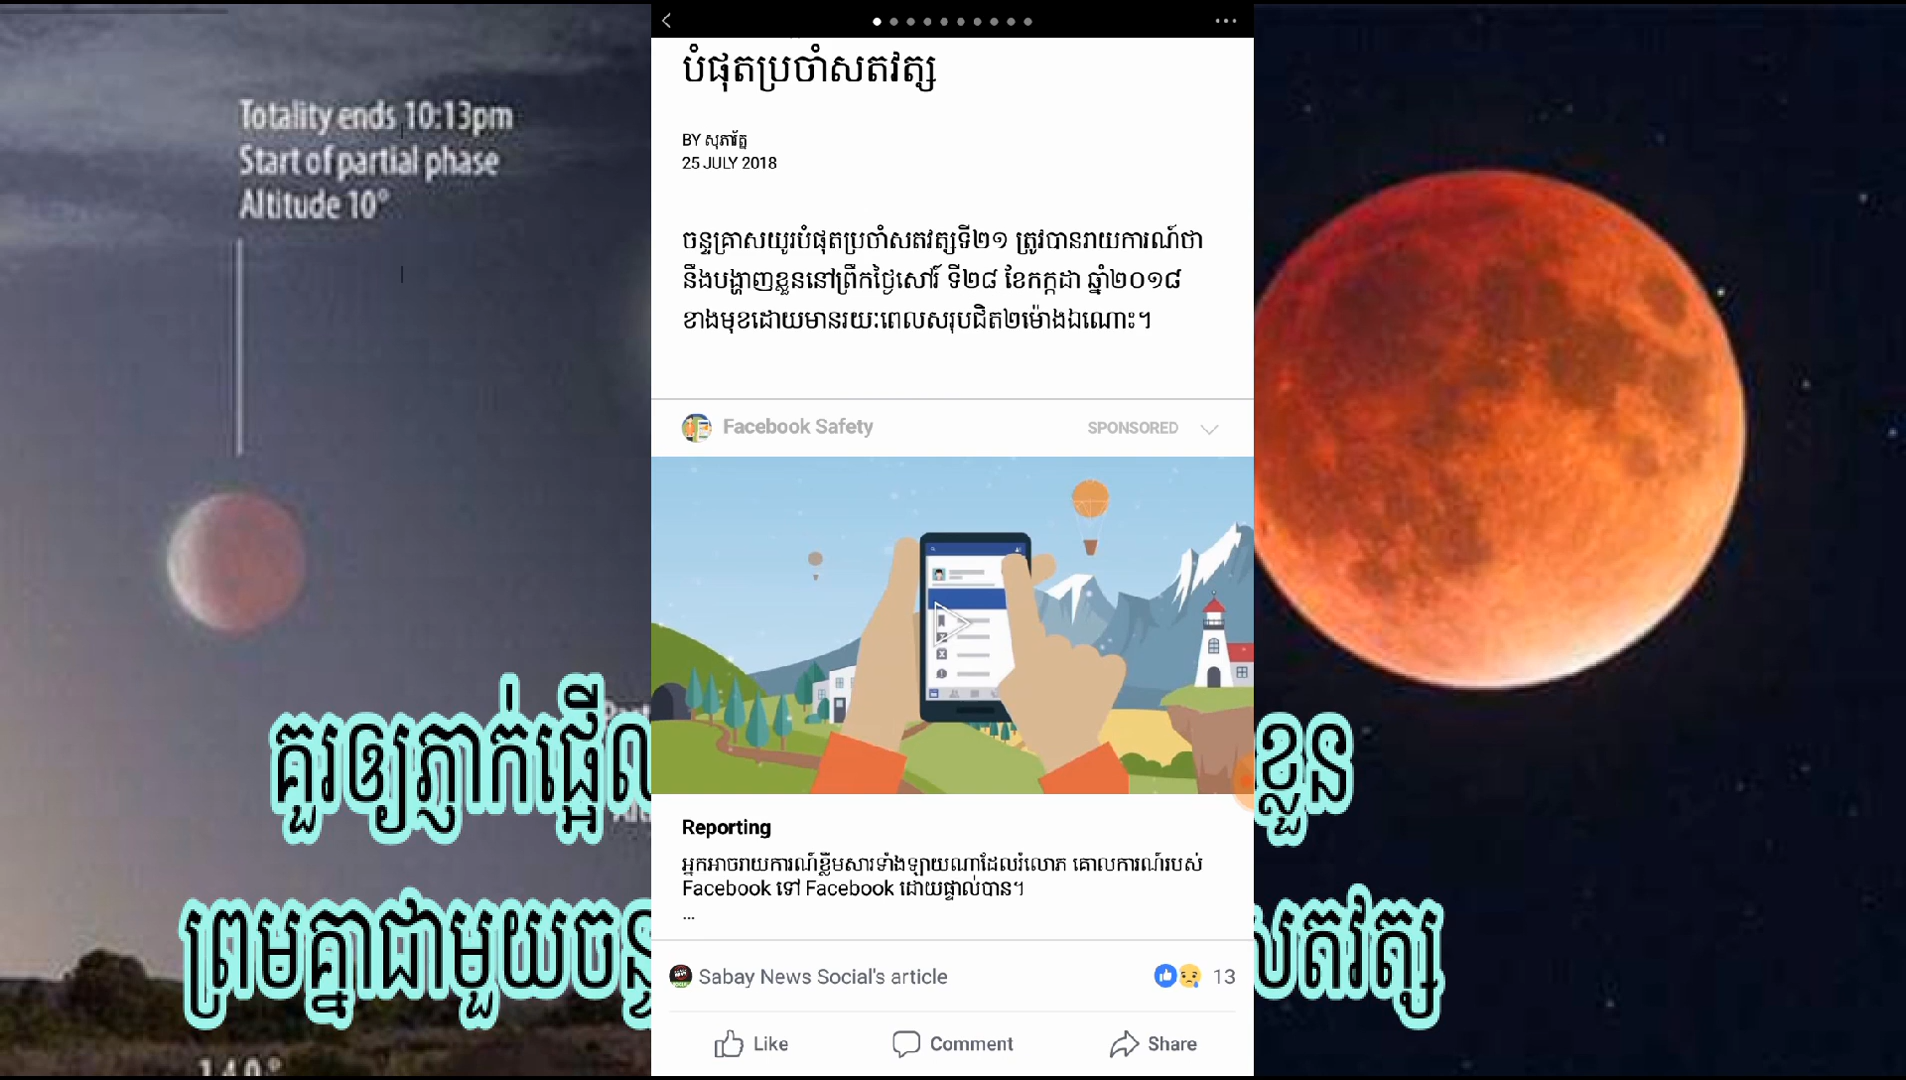 Totality ends 10:13pm
Start of partial phase
Altitude 10°
បំផុតប្រចាំសតវត្ស
BY សុភារ័ត្ន
25 JULY 2018
ចន្ទគ្រាសយូរបំផុតប្រចាំសតវត្សទី២១ ត្រូវបានរាយការណ៍ថា
នឹងបង្ហាញខ្លួននៅព្រឹកថ្ងៃសៅរ៍ ទី២៨ ខែកក្កដា ឆ្នាំ២០១៨
ខាងមុខដោយមានរយៈពេលសរុបជិត២ម៉ោងឯណោះ។
Facebook Safety
SPONSORED
គួរឲ្យភ្ញាក់ផ្អើល
ខ្លួន
Reporting
អ្នកអាចរាយការណ៍ខ្លឹមសារទាំងឡាយណាដែលរំលោភ គោលការណ៍របស់
Facebook ទៅ Facebook ដោយផ្ទាល់បាន។
...
ព្រមគ្នាជាមួយចន្ទ
សតវត្ស
Sabay News Social's article
13
Like
Comment
Share